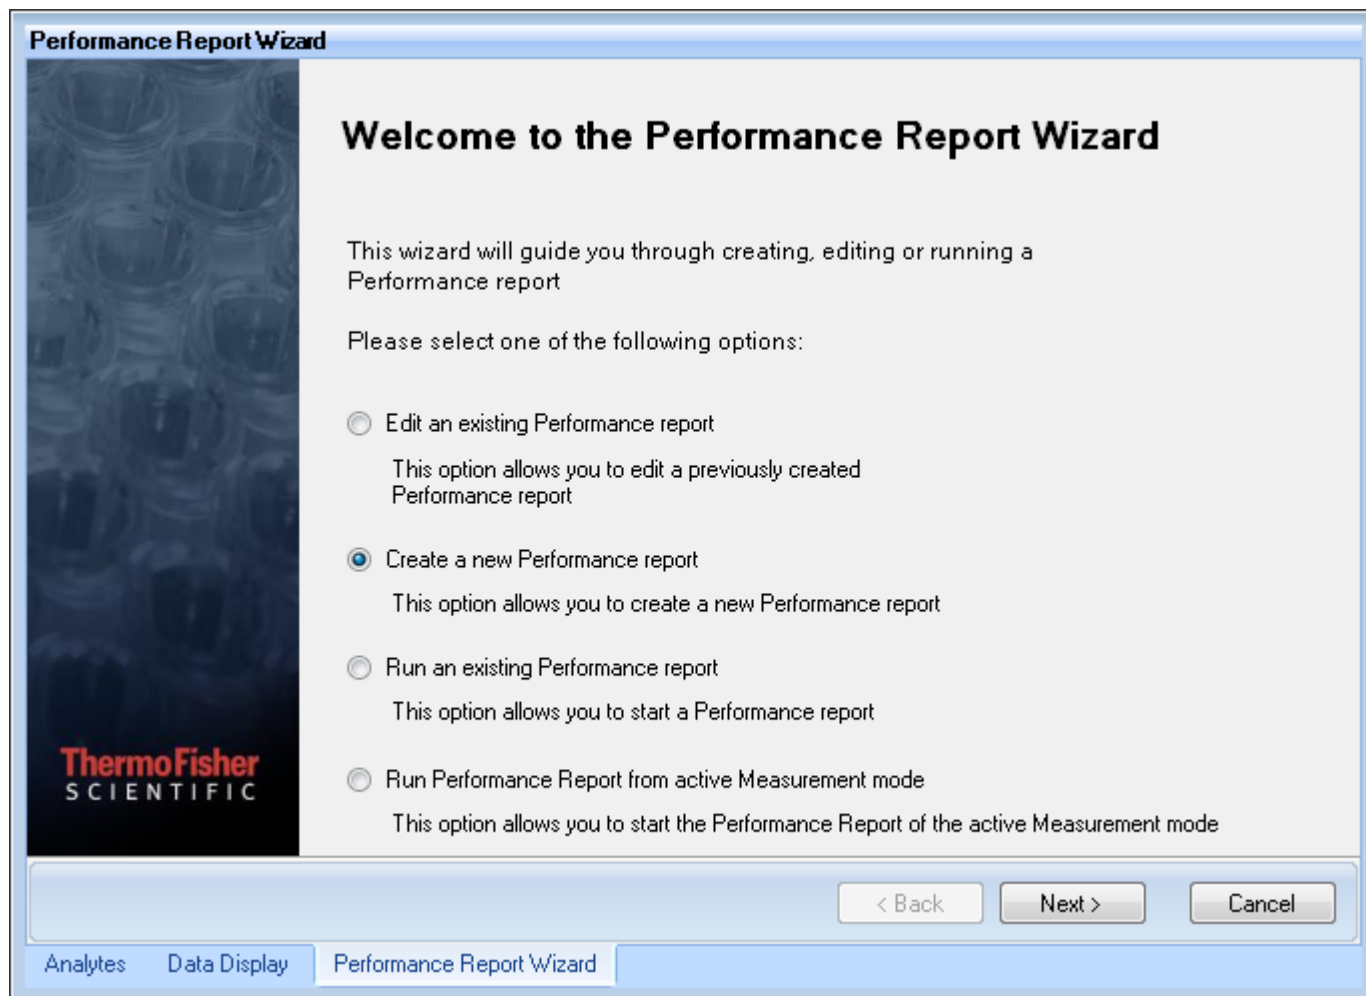 Performance Report Wizard
Welcome to the Performance Report Wizard
This wizard will guide you through creating, editing or running a
Performance report
Please select one of the following options:
Edit an existing Performance report
This option allows you to edit a previously created
Performance report
Create a new Performance report
This option allows you to create a new Performance report
Run an existing Performance report
This option allows you to start a Performance report
Run Performance Report from active Measurement mode
This option allows you to start the Performance Report of the active Measurement mode
ThermoFisher
SCIENTIFIC
< Back Next > Cancel
Analytes Data Display Performance Report Wizard